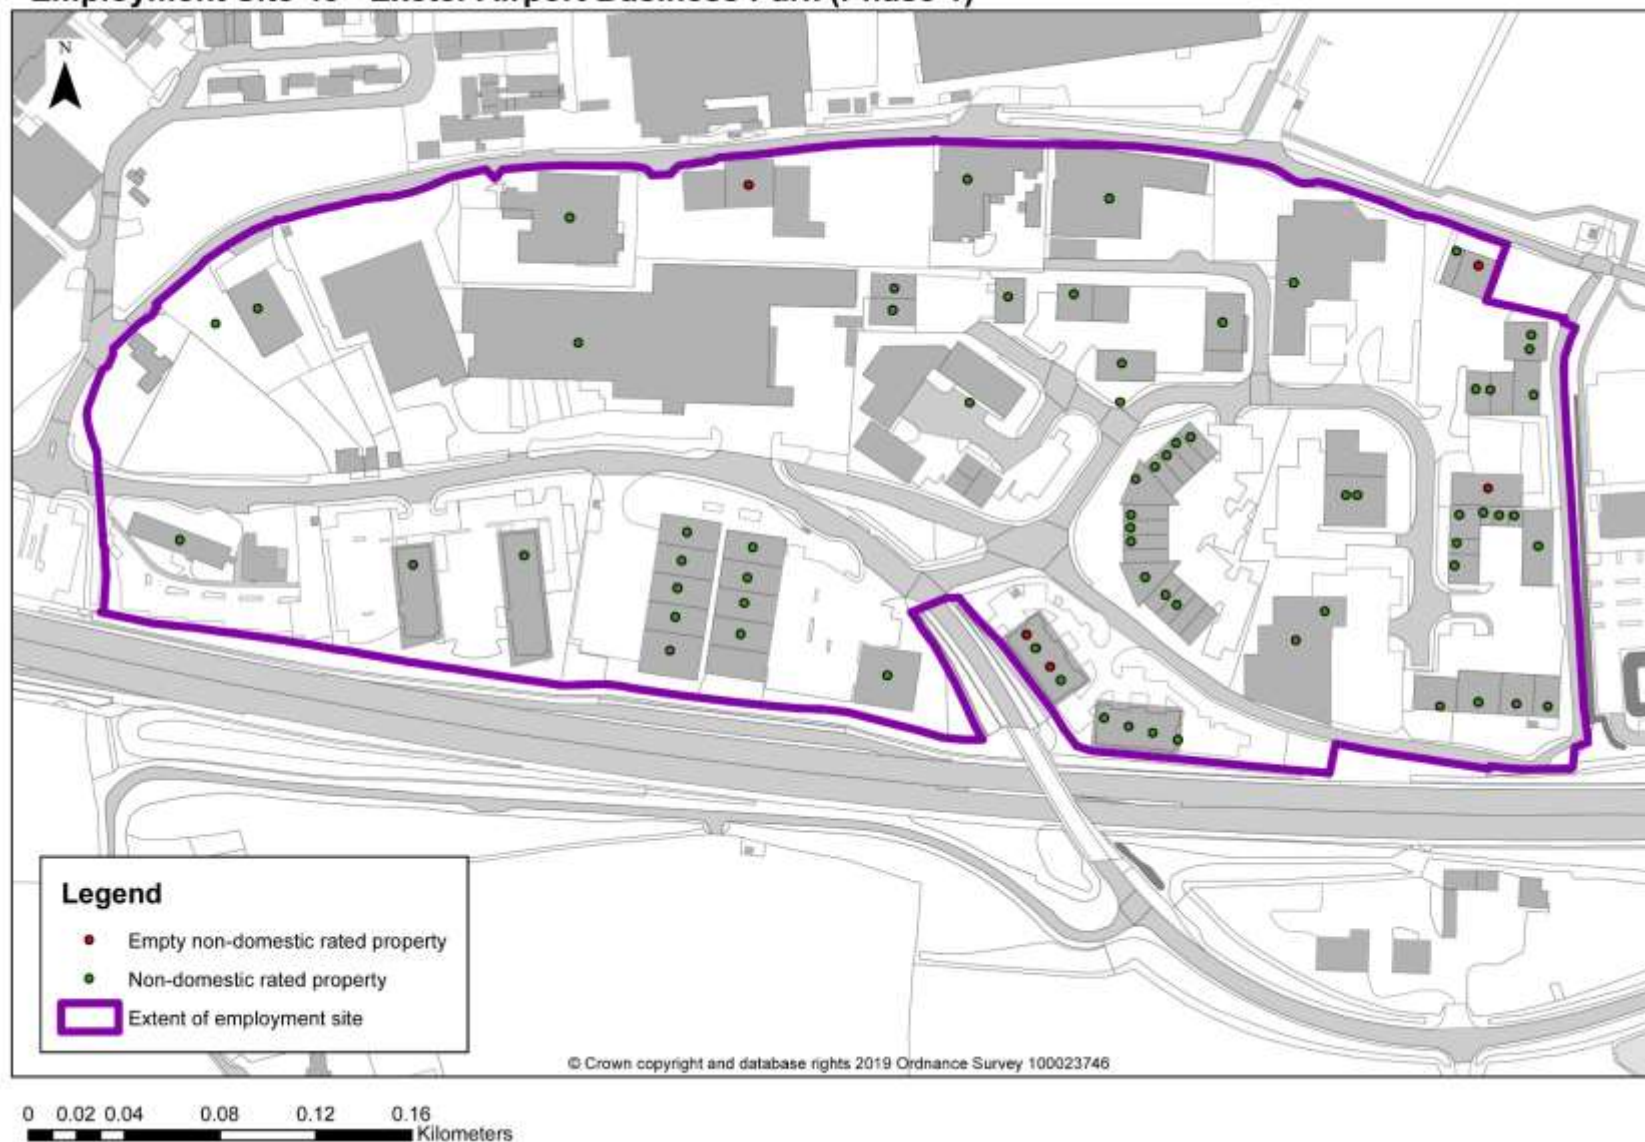 N
Legend
Empty non-domestic rated property
Non-domestic rated property
Extent of employment site
© Crown copyright and database rights 2019 Ordnance Survey 100023746
0 0.02 0.04 0.08 0.12 0.16
Kilometers